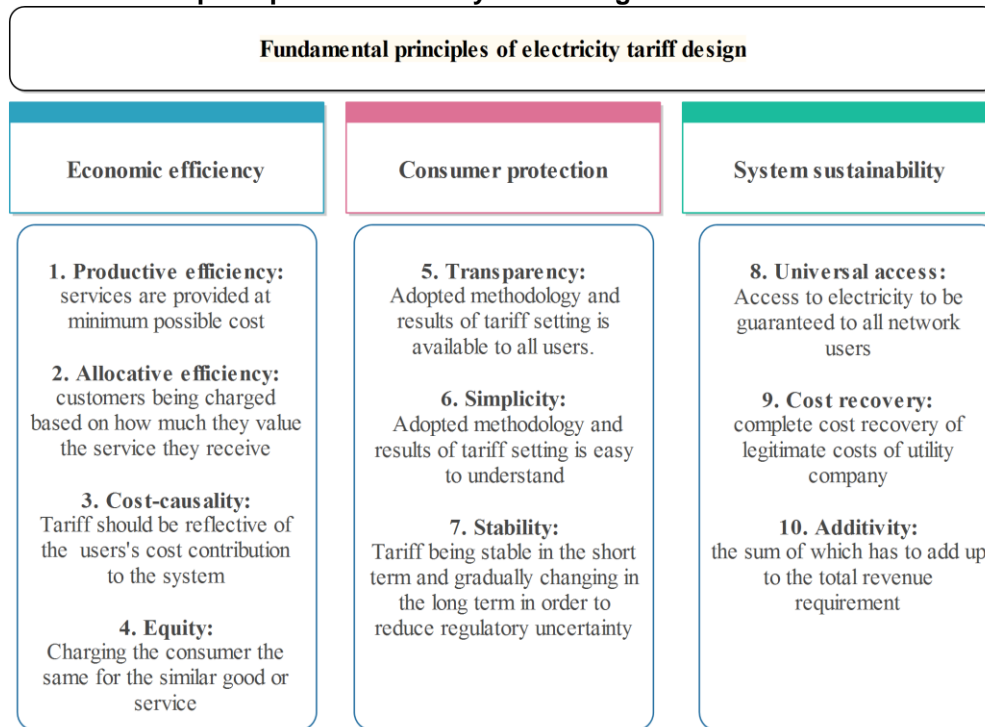 Fundamental principles of electricity tariff design
Economic efficiency
1. Productive efficiency:
services are provided at
minimum possible cost
2. Allocative efficiency:
customers being charged
based on how much they value
the service they receive
3. Cost-causality:
Tariff should be reflective of
the users's cost contribution
to the system
4. Equity:
Charging the consumer the
same for the similar good or
service
Consumer protection
5. Transparency:
Adopted methodology and
results of tariff setting is
available to all users.
6. Simplicity:
Adopted methodology and
results of tariff setting is easy
to understand
7. Stability:
Tariff being stable in the short
term and gradually changing in
the long term in order to
reduce regulatory uncertainty
System sustainability
8. Universal access:
Access to electricity to be
guaranteed to all network
users
9. Cost recovery:
complete cost recovery of
legitimate costs of utility
company
10. Additivity:
the sum of which has to add up
to the total revenue
requirement